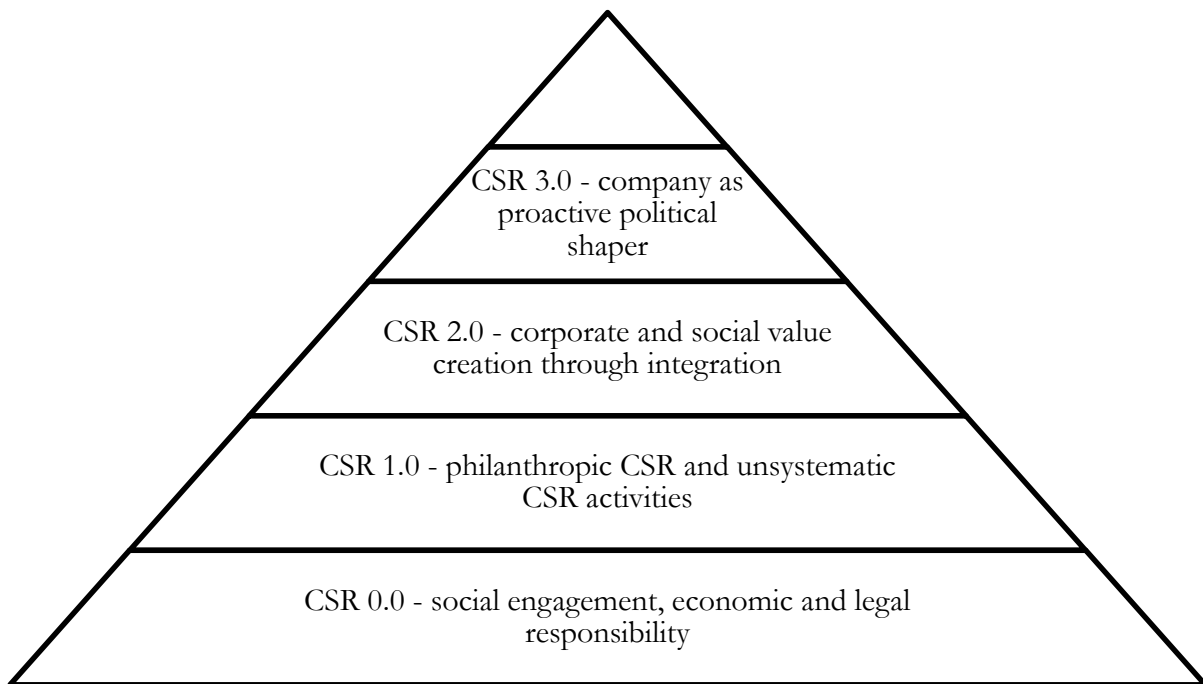 CSR 3.0 - company as
proactive political
shaper
CSR 2.0 - corporate and social value
creation through integration
CSR 1.0 - philanthropic CSR and unsystematic
CSR activities
CSR 0.0 - social engagement, economic and legal
responsibility